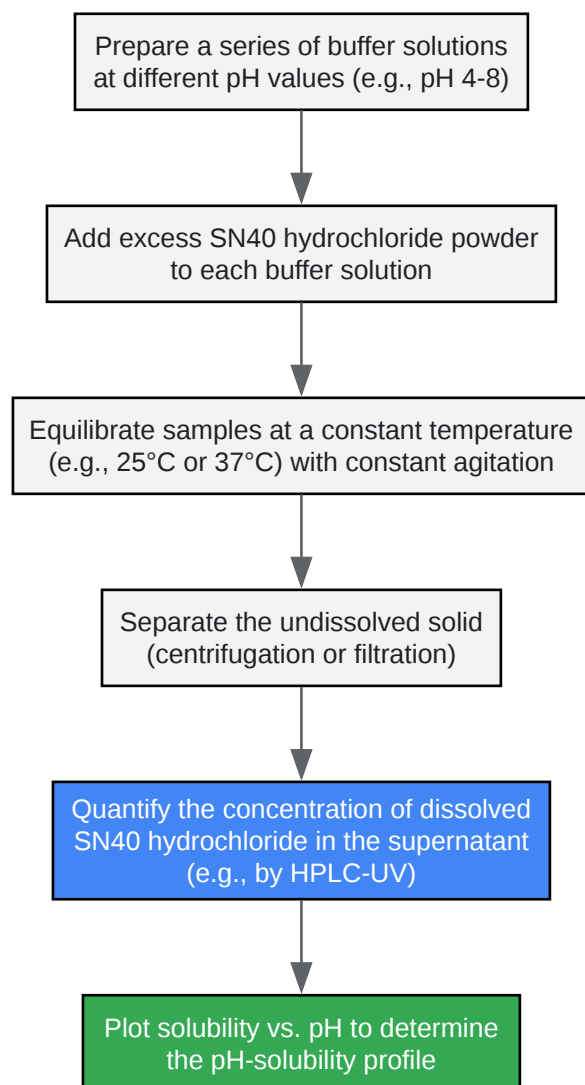 Prepare a series of buffer solutions
at different pH values (e.g., pH 4-8)
Add excess SN40 hydrochloride powder
to each buffer solution
Equilibrate samples at a constant temperature
(e.g., 25°C or 37°C) with constant agitation
Separate the undissolved solid
(centrifugation or filtration)
Quantify the concentration of dissolved
SN40 hydrochloride in the supernatant
(e.g., by HPLC-UV)
Plot solubility vs. pH to determine
the pH-solubility profile